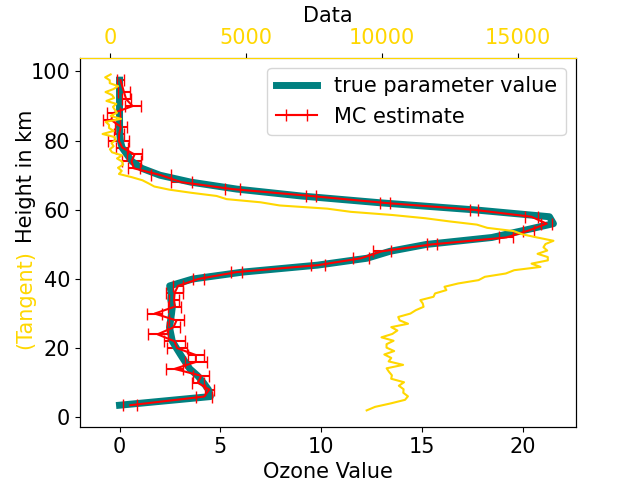 Data
0 5000 10000 15000
true parameter value
MC estimate
100
80
60
40
20
0
(Tangent) Height in km
0 5 10 15 20
Ozone Value